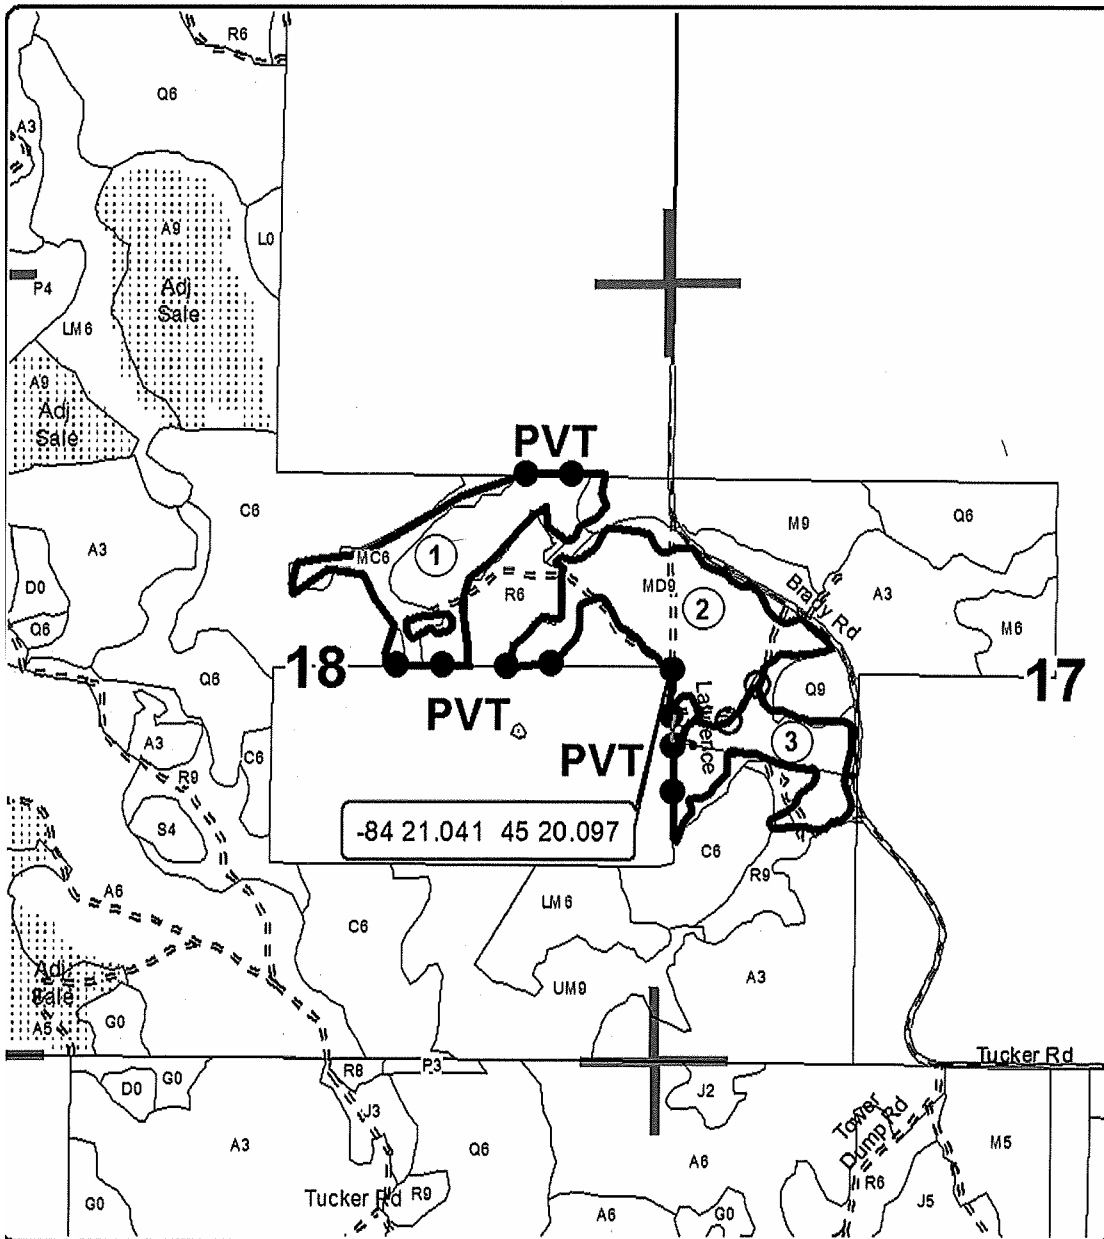 R6
Q6
A3
A9
L0
Adj
Sale
P4
LM6
A9
Adj
Sale
PVT
C6
M9
Q6
A3
1
MC6
D0
R6
MD9
2
Brady Rd
A3
M6
Q6
18
Q6
17
Q9
Lawrence
PVT
A3
C6
R9
PVT
3
S4
-84 21.041 45 20.097
C6
R9
A6
LM6
C6
A3
Adj
Sale
UM9
G0
A5
Tucker Rd
R8
P3
D0
G0
J2
J3
Tower
Dump Rd
A3
Q6
A6
M5
R6
R9
Tucker Rd
J5
G0
A6
G0